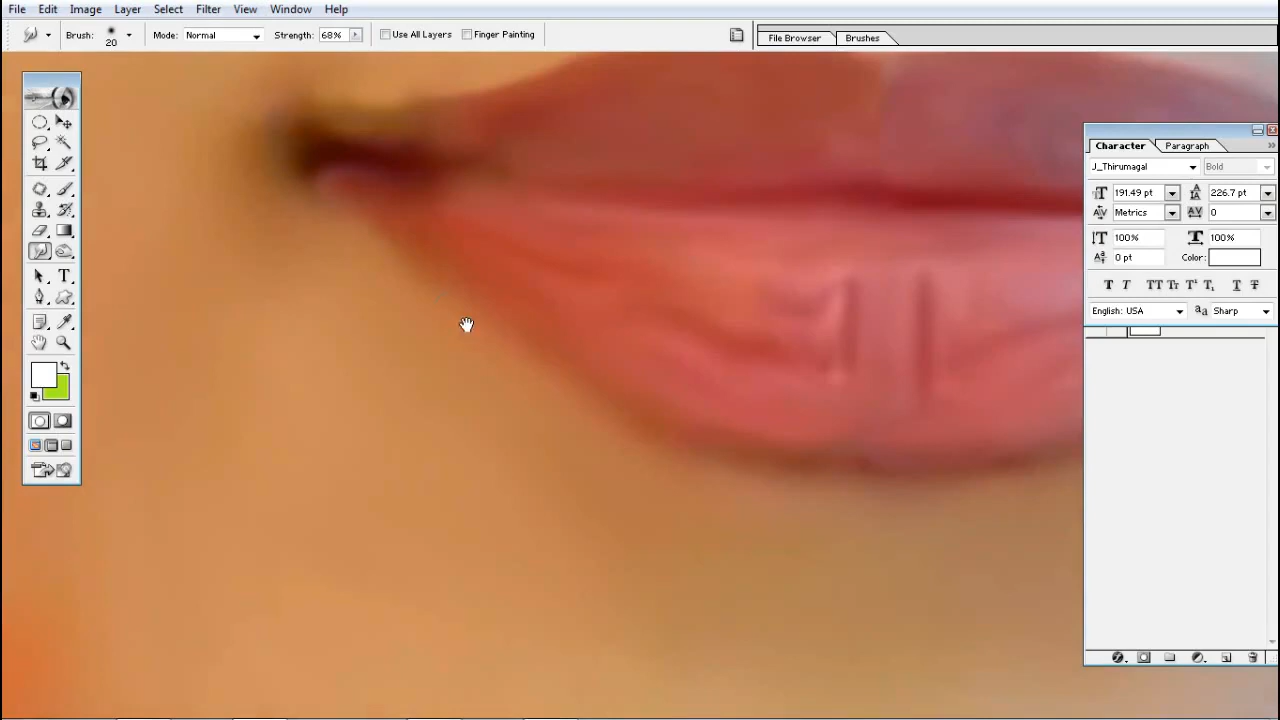 File Edit Image Layer Select Filter View Window Help
Brush: 20 Mode: Normal Strength: 68% Use All Layers Finger Painting File Browser Brushes
Character Paragraph
J_Thirumagal Bold
191.49 pt 226.7 pt
Metrics 0
100% 100%
0 pt Color:
T T TT Tr T¹ T, T T
English: USA aa Sharp